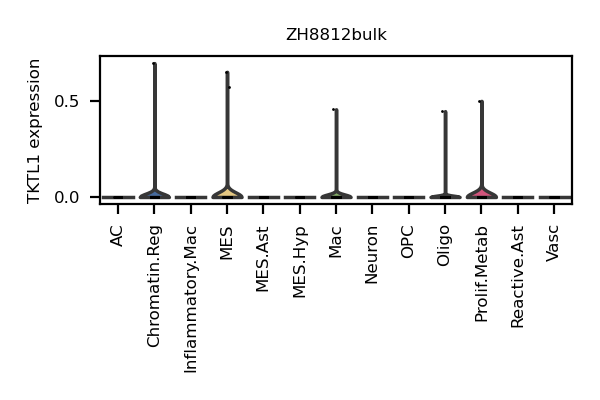 ZH8812bulk
TKTL1 expression
0.5
0.0
AC
Chromatin.Reg
Inflammatory.Mac
MES
MES.Ast
MES.Hyp
Mac
Neuron
OPC
Oligo
Prolif.Metab
Reactive.Ast
Vasc